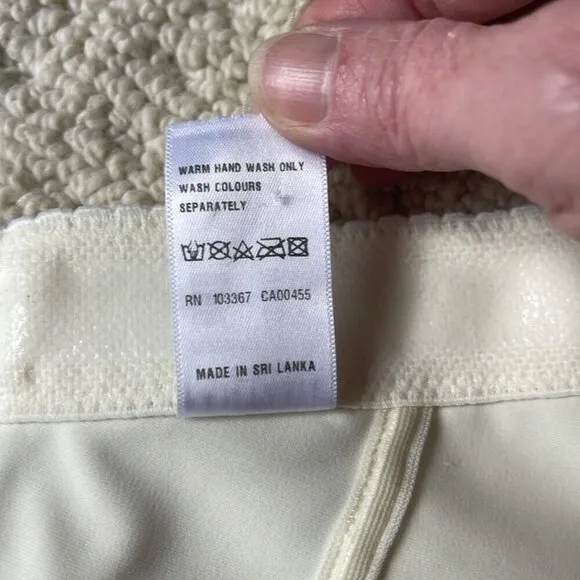 WARM HAND WASH ONLY
WASH COLOURS
SEPARATELY
RN 103367 CA00455
MADE IN SRI LANKA